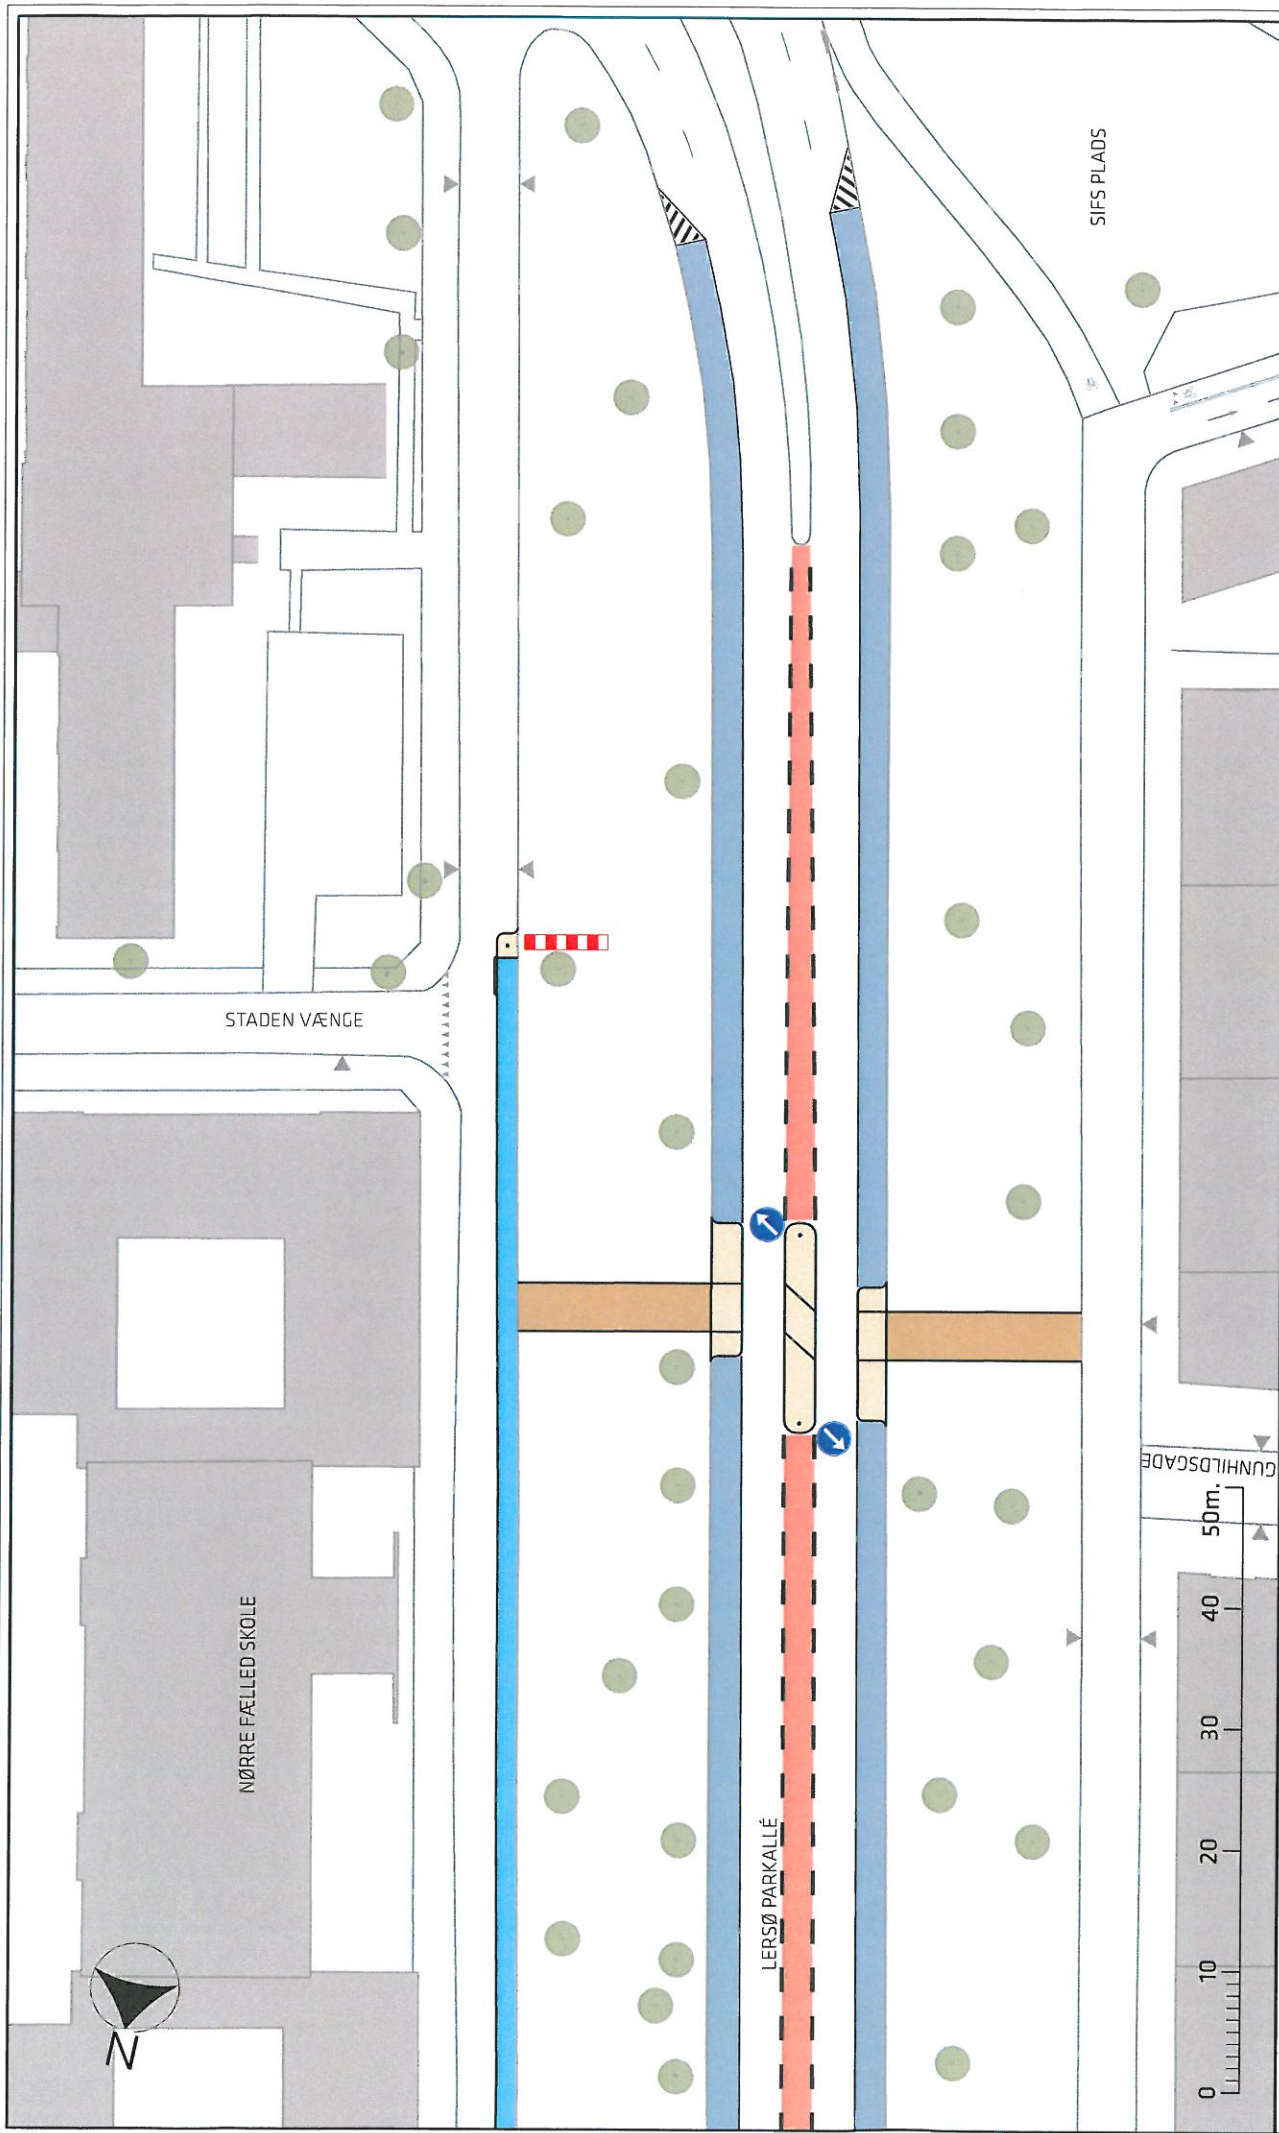 SIFS PLADS
STADEN VÆNGE
GUNHILDSGADE
NØRRE FÆLLED SKOLE
LERSØ PARKALLÉ
N
0 10 20 30 40 50m.